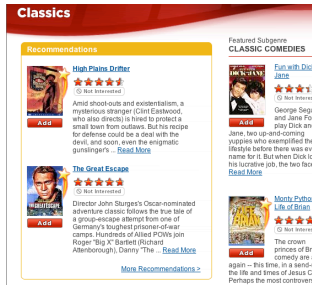 Classics
Recommendations
High Plains Drifter
Not Interested
Add
Amid shoot-outs and existentialism, a
mysterious stranger (Clint Eastwood,
who also directs) is hired to protect a
small town from outlaws. But his recipe
for defense could be a deal with the
devil, and soon, even the enigmatic
gunslinger's ... Read More
The Great Escape
Not Interested
Add
Director John Sturges's Oscar-nominated
adventure classic follows the true tale of
a group-escape attempt from one of
Germany's toughest prisoner-of-war
camps. Hundreds of Allied POWs join
Roger "Big X" Bartlett (Richard
Attenborough), Danny "The ... Read More
More Recommendations >
Featured Subgenre
CLASSIC COMEDIES
Fun with Dick
Jane
Not Intere
Add
George Sega
and Jane Fo
play Dick an
Jane, two up-and-coming
yuppies who exemplified the
lifestyle before there was ev
name for it. But when Dick lo
his lucrative job, the two fac
Read More
Monty Python
Life of Brian
Not Intere
Add
The crown
princes of Br
comedy are a
again -- this time, in a send-
the life and times of Jesus C
Perhaps the most controvers